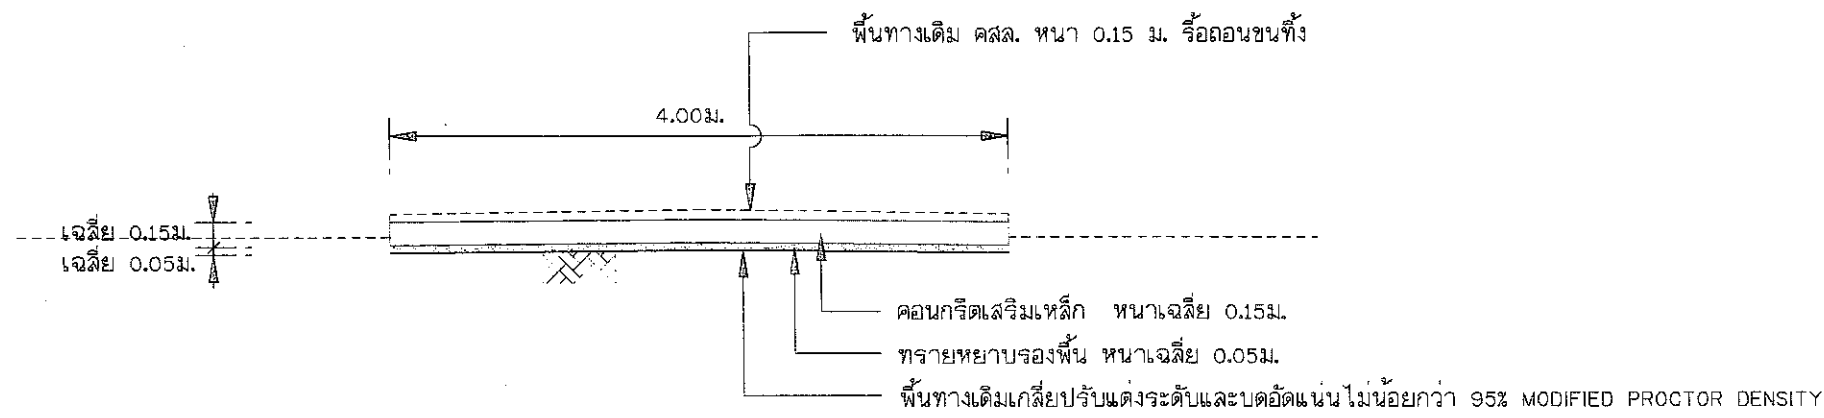 พื้นทางเดิม คสล. หนา 0.15 ม. รื้อถอนขนทิ้ง
4.00ม.
เฉลี่ย 0.15ม.
เฉลี่ย 0.05ม.
คอนกรีตเสริมเหล็ก หนาเฉลี่ย 0.15ม.
ทรายหยาบรองพื้น หนาเฉลี่ย 0.05ม.
พื้นทางเดิมเกลี่ยปรับแต่งระดับและบดอัดแน่นไม่น้อยกว่า 95% MODIFIED PROCTOR DENSITY